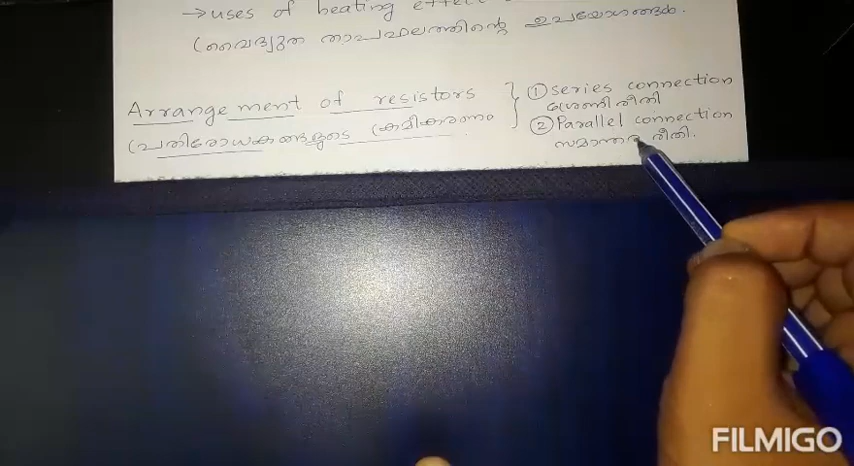 → uses of heating effect
(വൈദ്യുത താപഫലത്തിന്റെ ഉപയോഗങ്ങൾ.
Arrangement of resistors
(പ്രതിരോധകങ്ങളുടെ ക്രമീകരണം
① series connection
ശ്രേണീരീതി
② Parallel connection
സമാന്തര രീതി.
FILMIGO